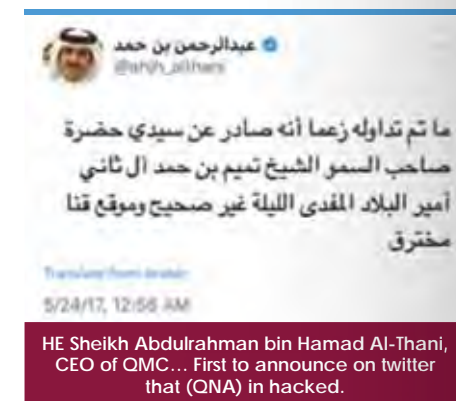 عبدالرحمن بن حمد
ما تم تداوله زعما أنه صادر عن سيدي حضرة
صاحب السمو الشيخ تميم بن حمد آل ثاني
أمير البلاد المفدى الليلة غير صحيح وموقع قنا
مخترق
Translate from Arabic
5/24/17, 12:56 AM
HE Sheikh Abdulrahman bin Hamad Al-Thani,
CEO of QMC... First to announce on twitter
that (QNA) in hacked.